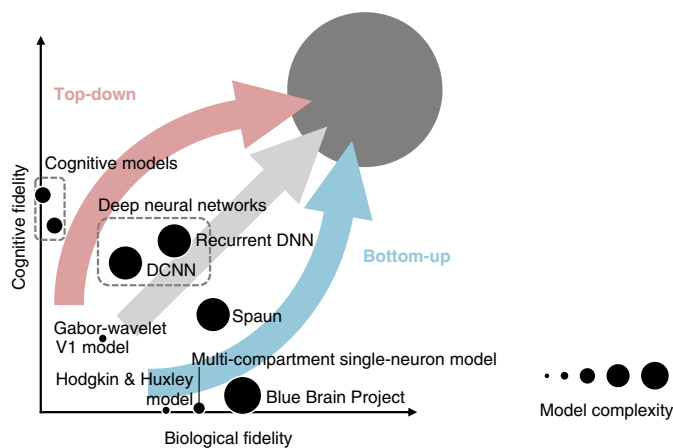 Top-down
Cognitive models
Deep neural networks
Recurrent DNN
DCNN
Bottom-up
Cognitive fidelity
Spaun
Gabor-wavelet
V1 model
Multi-compartment single-neuron model
Hodgkin & Huxley
model
Blue Brain Project
Model complexity
Biological fidelity